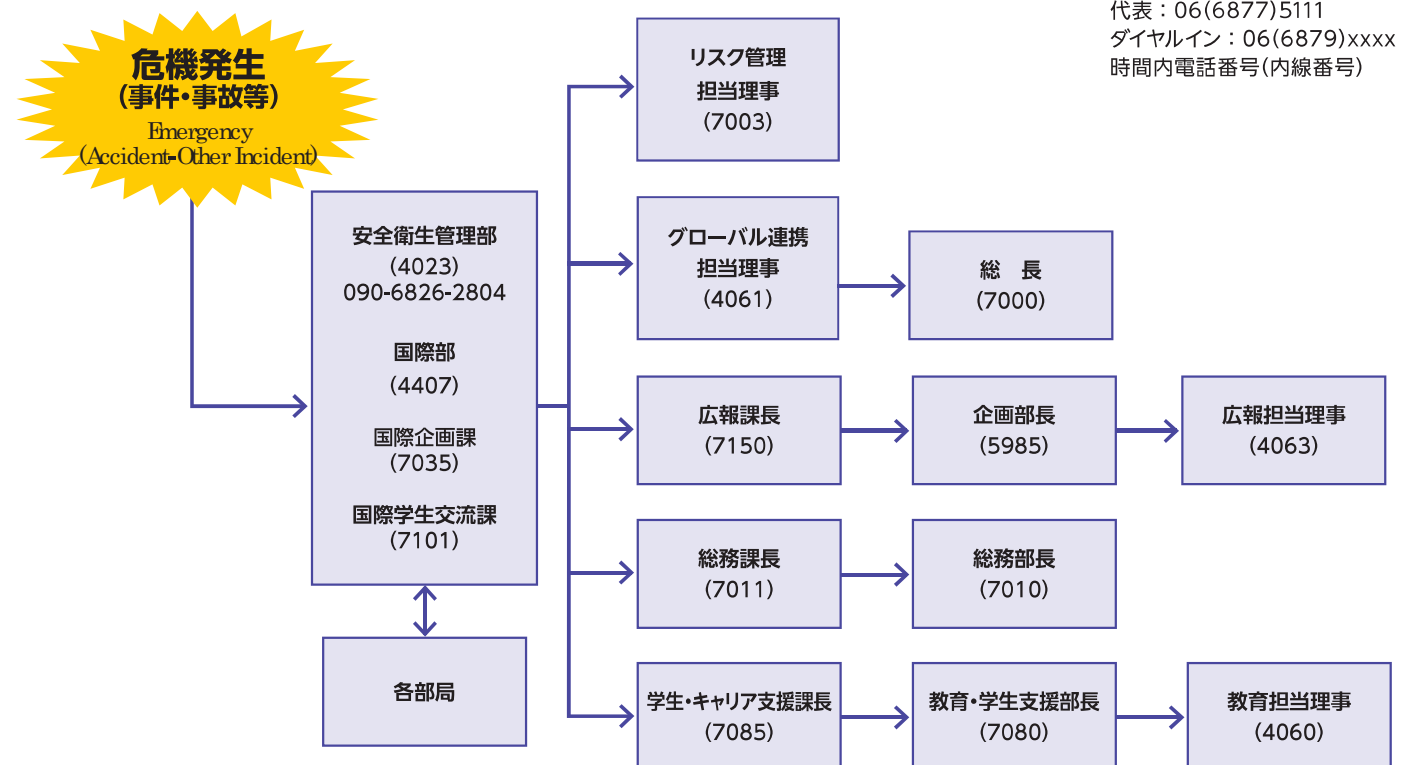 代表：06(6877)5111
ダイヤルイン：06(6879)xxxx
時間内電話番号(内線番号)
危機発生
(事件・事故等)
Emergency
(Accident-Other Incident)
安全衛生管理部
(4023)
090-6826-2804
国際部
(4407)
国際企画課
(7035)
国際学生交流課
(7101)
各部局
リスク管理
担当理事
(7003)
グローバル連携
担当理事
(4061)
総　長
(7000)
広報課長
(7150)
企画部長
(5985)
広報担当理事
(4063)
総務課長
(7011)
総務部長
(7010)
学生・キャリア支援課長
(7085)
教育・学生支援部長
(7080)
教育担当理事
(4060)